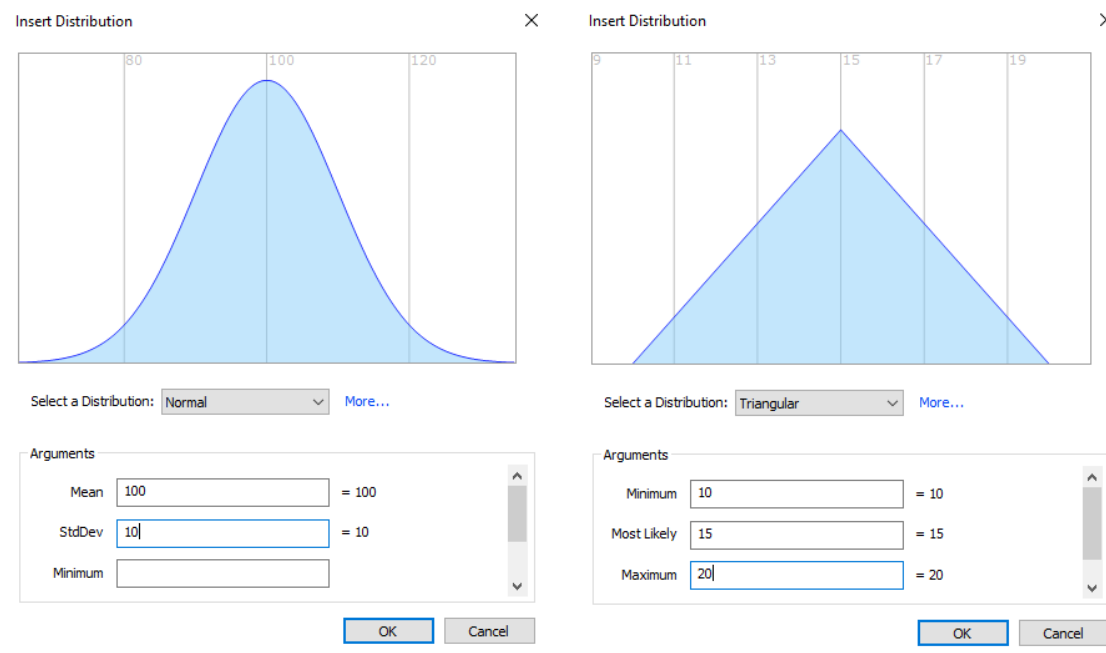 Insert Distribution
80 100 120
Select a Distribution: Normal More...
Arguments
Mean 100 = 100
StdDev 10 = 10
Minimum
OK Cancel
Insert Distribution
9 11 13 15 17 19
Select a Distribution: Triangular More...
Arguments
Minimum 10 = 10
Most Likely 15 = 15
Maximum 20 = 20
OK Cancel